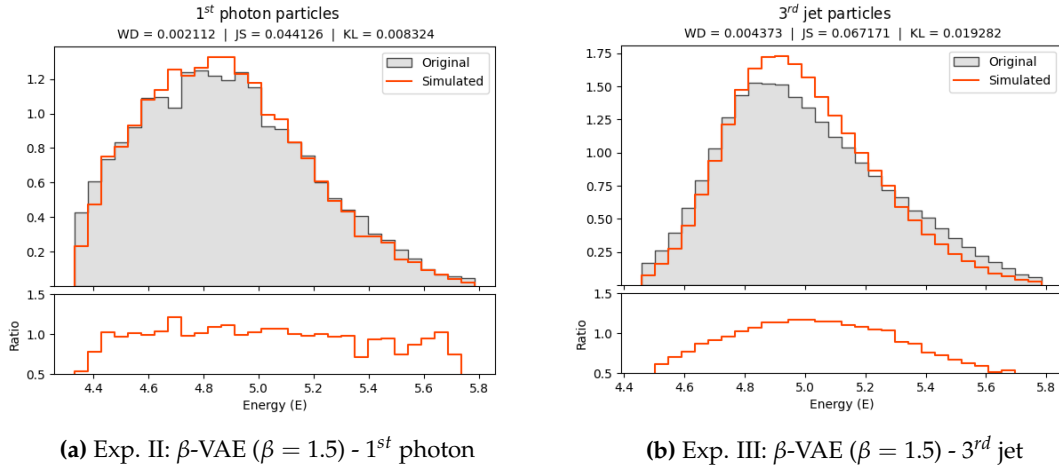 1st photon particles
WD = 0.002112 | JS = 0.044126 | KL = 0.008324
Original
Simulated
1.2
1.0
0.8
0.6
0.4
0.2
1.5
1.0
0.5
Ratio
4.4 4.6 4.8 5.0 5.2 5.4 5.6 5.8
Energy (E)
(a) Exp. II: β-VAE (β = 1.5) - 1st photon
3rd jet particles
WD = 0.004373 | JS = 0.067171 | KL = 0.019282
Original
Simulated
1.75
1.50
1.25
1.00
0.75
0.50
0.25
1.5
1.0
0.5
Ratio
4.4 4.6 4.8 5.0 5.2 5.4 5.6 5.8
Energy (E)
(b) Exp. III: β-VAE (β = 1.5) - 3rd jet